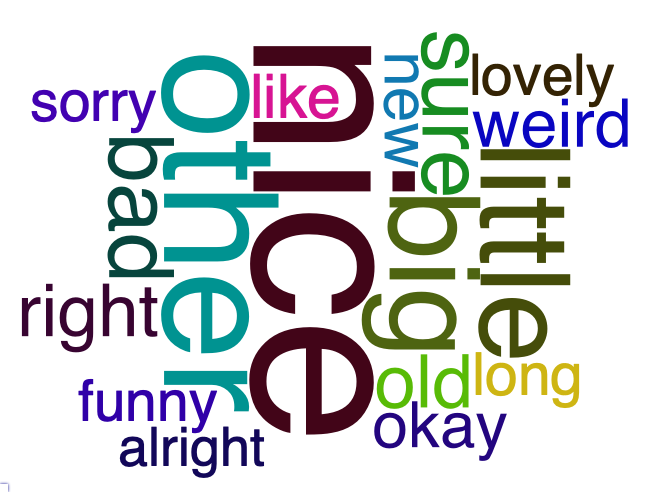 sorry
other
like
nice
new
sure
lovely
weird
bad
big
little
right
old
long
funny
okay
alright